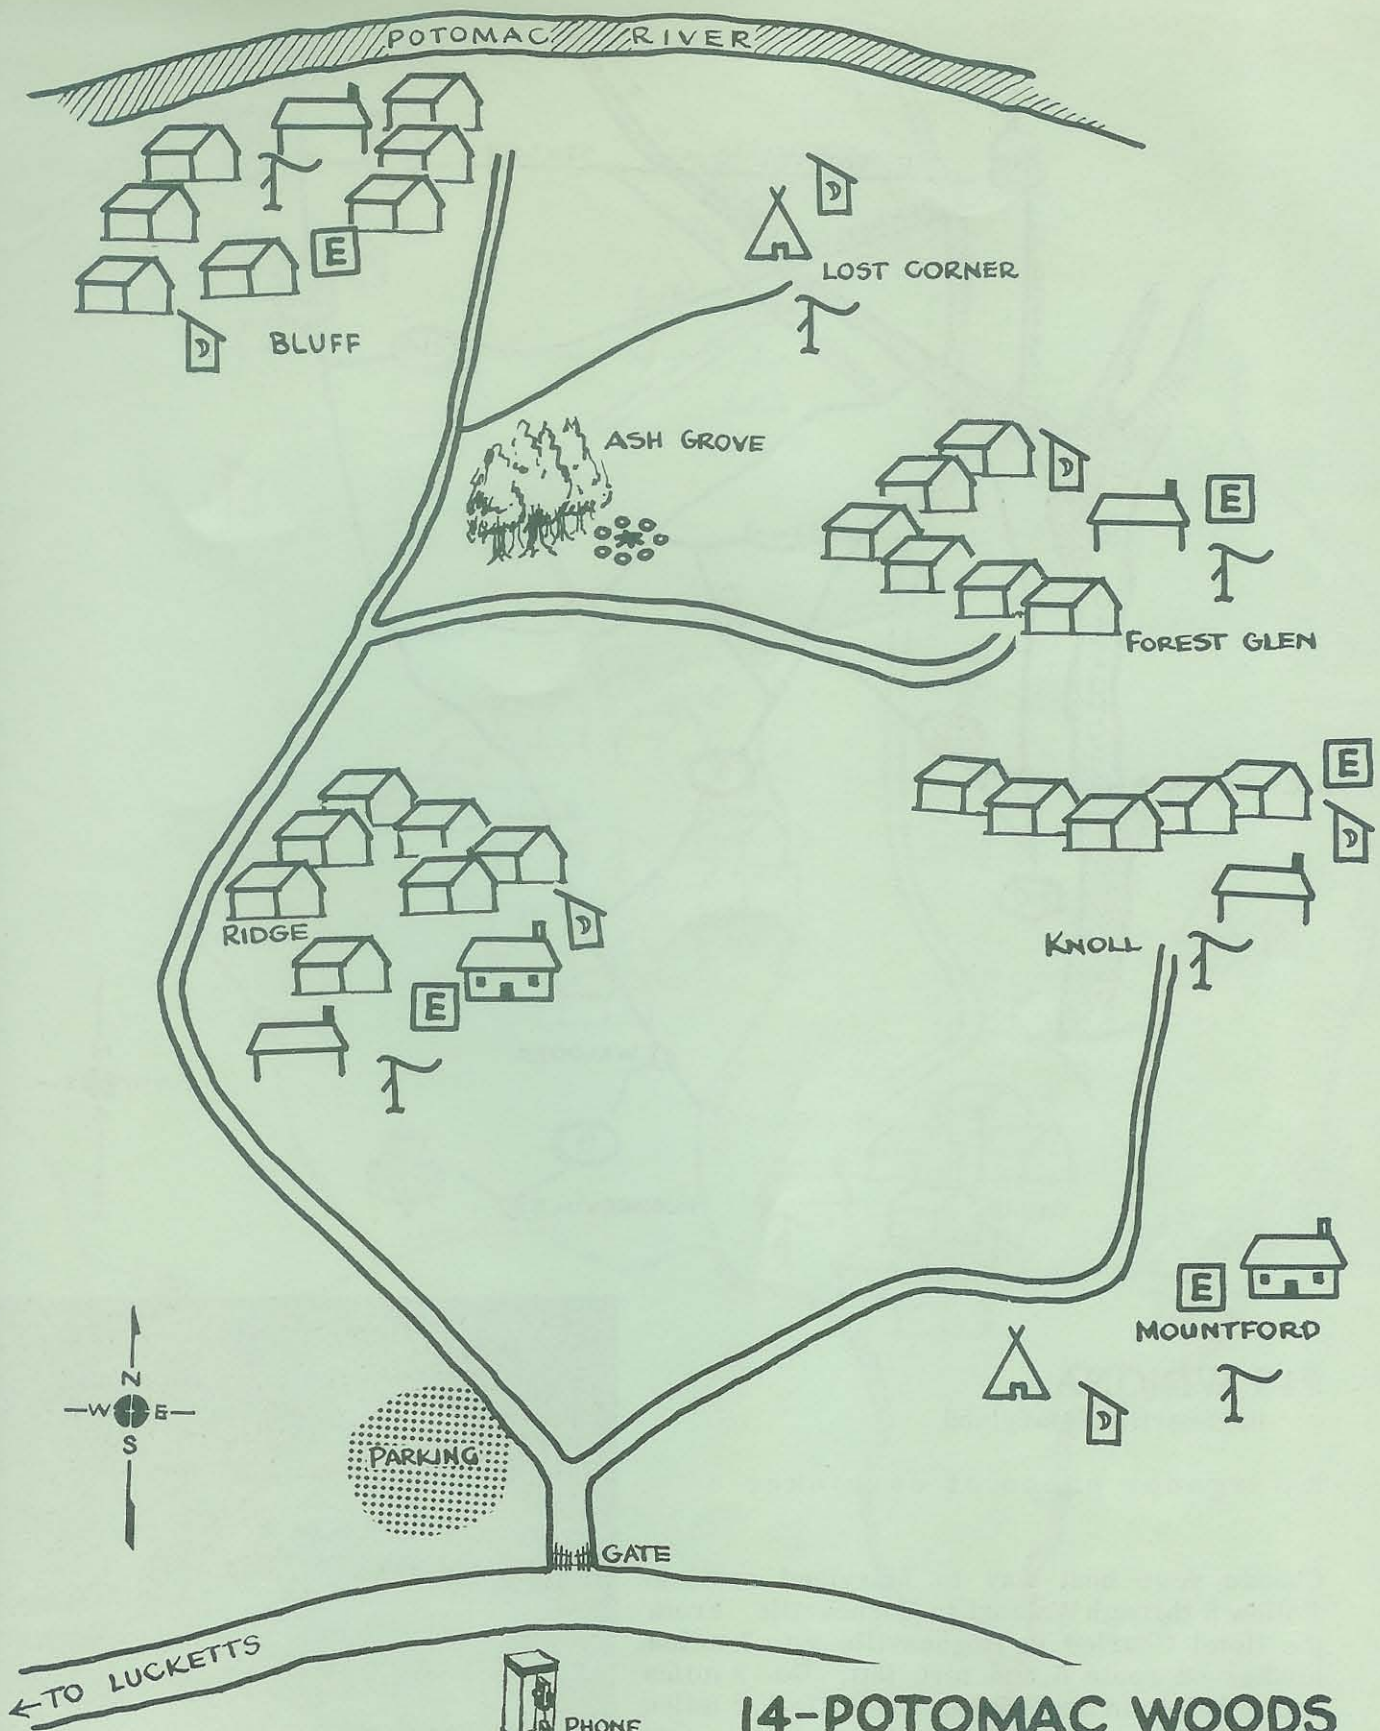 POTOMAC RIVER
LOST CORNER
E
BLUFF
ASH GROVE
E
FOREST GLEN
E
RIDGE
KNOLL
E
E
MOUNTFORD
N
W E
S
PARKING
GATE
←TO LUCKETTS
PHONE
14-POTOMAC WOODS